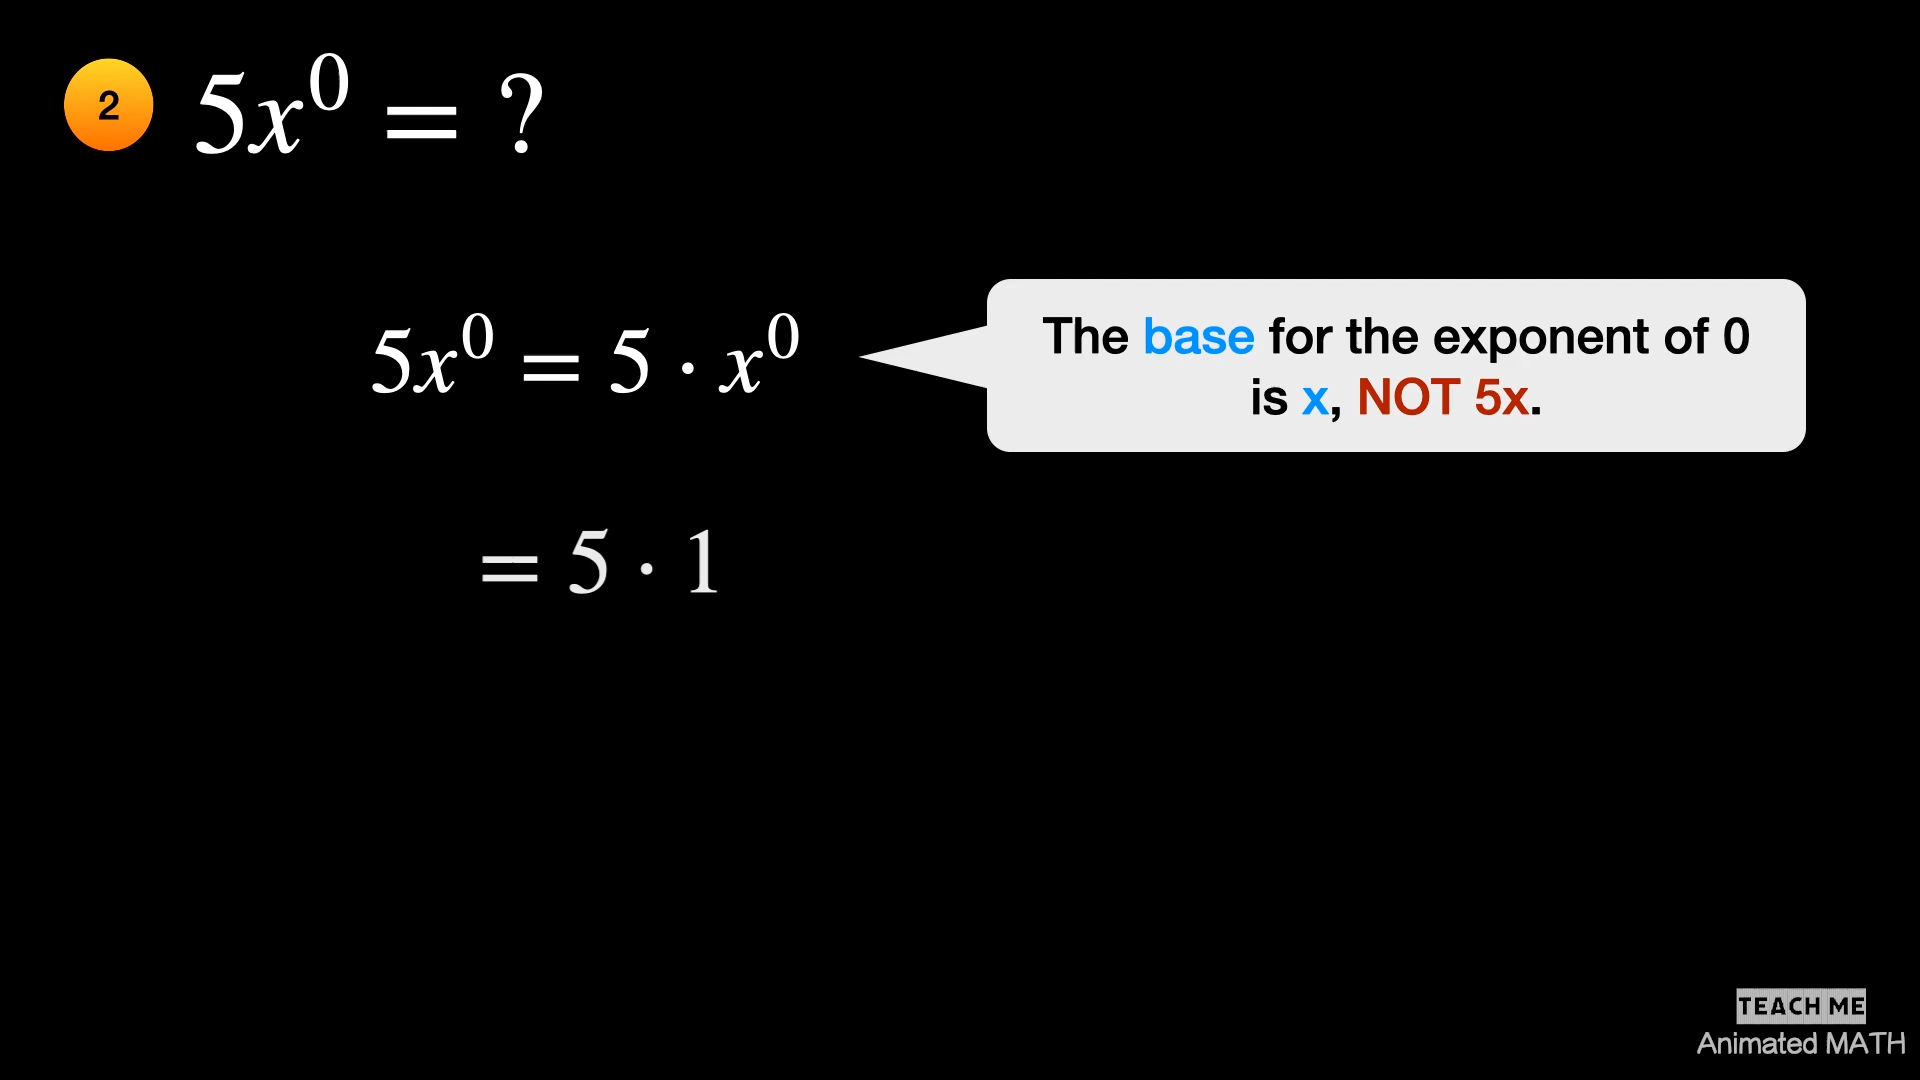 2
5x⁰ = ?
5x⁰ = 5 · x⁰
The base for the exponent of 0
is x, NOT 5x.
= 5 · 1
TEACH ME
Animated MATH